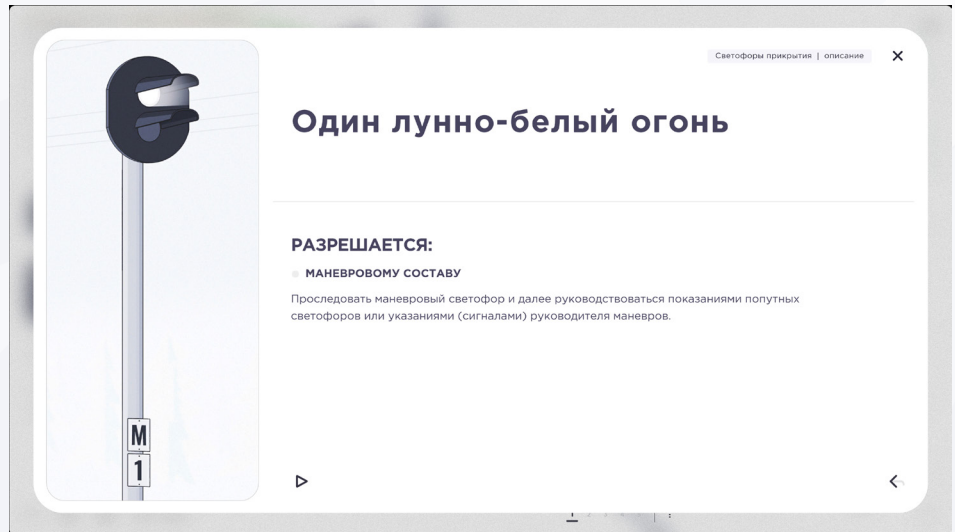 Светофоры прикрытия | описание
Один лунно-белый огонь
РАЗРЕШАЕТСЯ:
МАНЕВРОВОМУ СОСТАВУ
Проследовать маневровый светофор и далее руководствоваться показаниями попутных
светофоров или указаниями (сигналами) руководителя маневров.
М
1